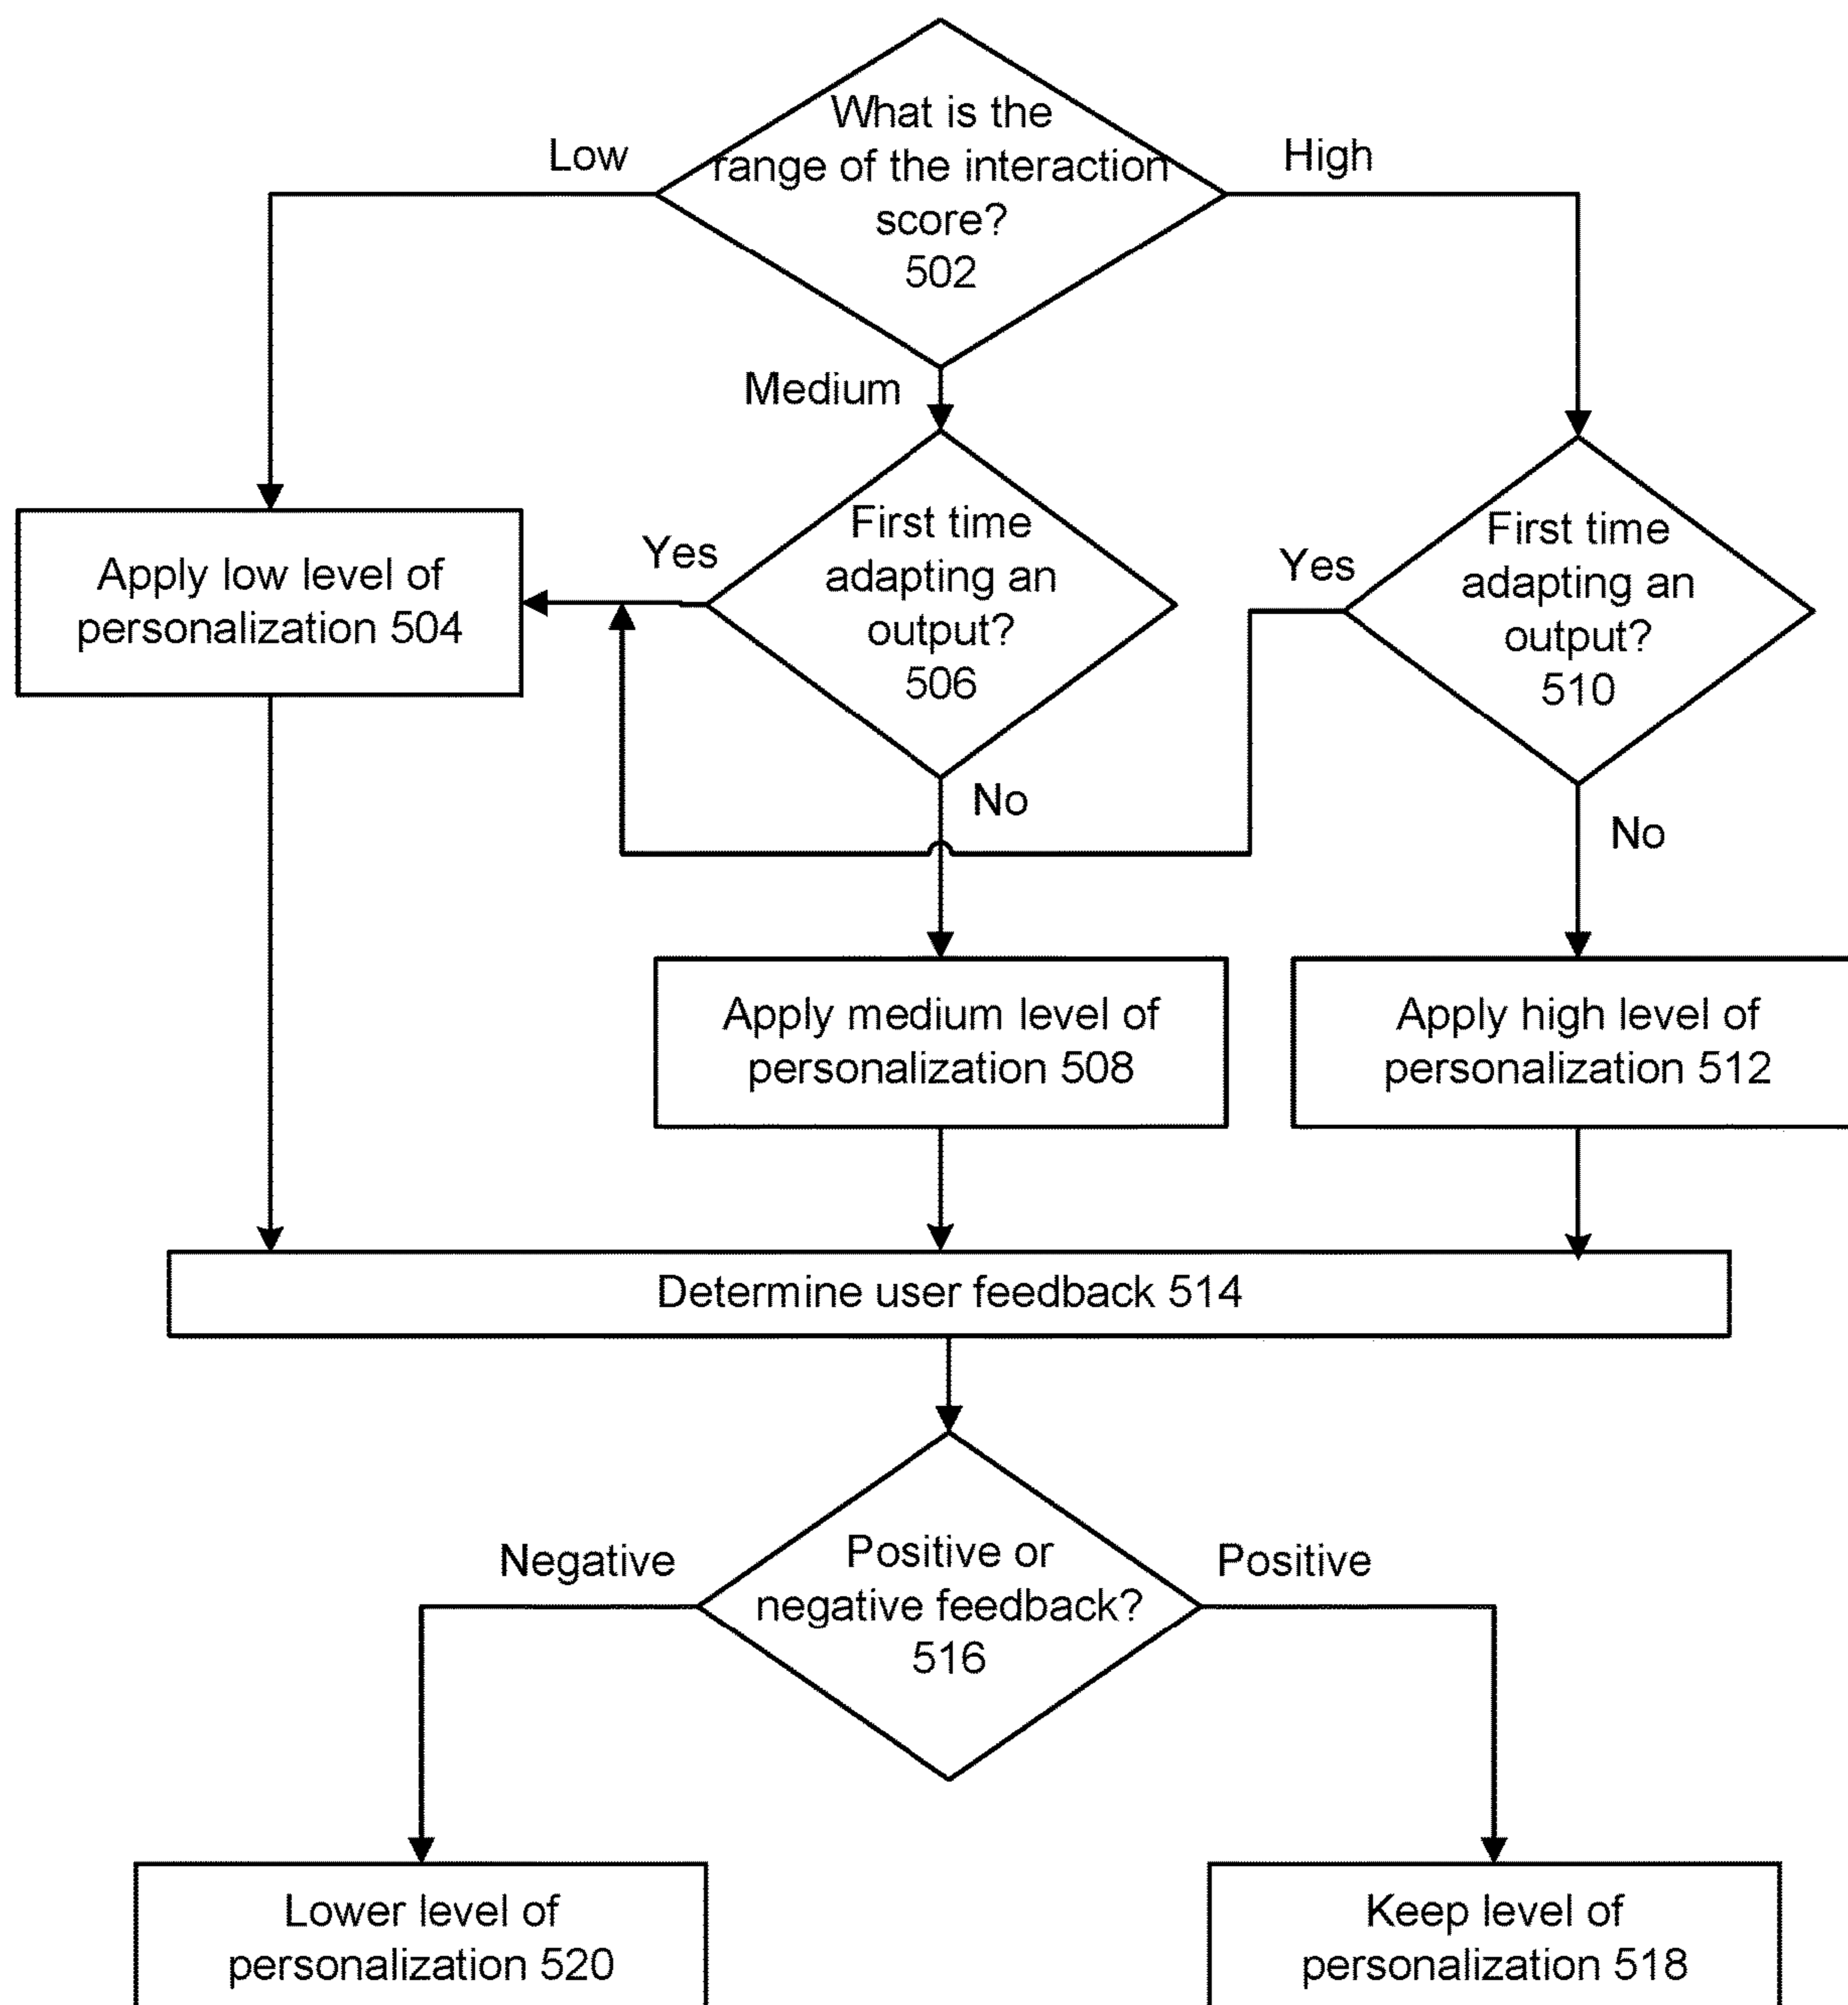 What is the
range of the interaction
score?
502
Low
High
Medium
First time
adapting an
output?
506
Yes
No
First time
adapting an
output?
510
Yes
No
Apply low level of
personalization 504
Apply medium level of
personalization 508
Apply high level of
personalization 512
Determine user feedback 514
Positive or
negative feedback?
516
Negative
Positive
Lower level of
personalization 520
Keep level of
personalization 518